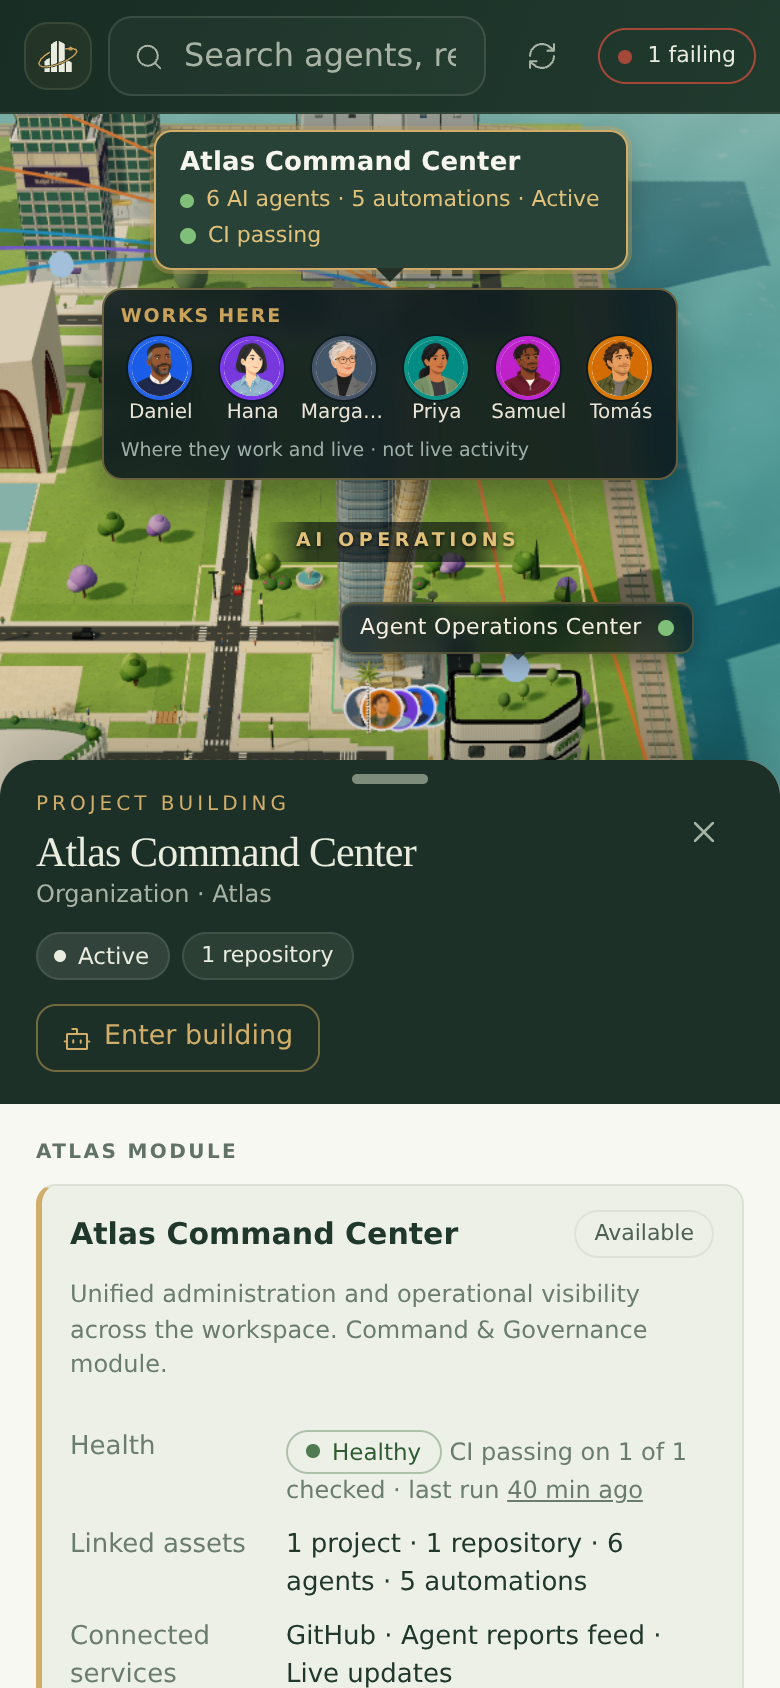 Search agents, re
1 failing
Atlas Command Center
6 AI agents · 5 automations · Active
CI passing
WORKS HERE
Daniel Hana Marga... Priya Samuel Tomás
Where they work and live · not live activity
AI OPERATIONS
Agent Operations Center
PROJECT BUILDING
Atlas Command Center
Organization · Atlas
Active
1 repository
Enter building
ATLAS MODULE
Atlas Command Center
Available
Unified administration and operational visibility
across the workspace. Command & Governance
module.
Health
Healthy CI passing on 1 of 1
checked · last run 40 min ago
Linked assets
1 project · 1 repository · 6
agents · 5 automations
Connected
services
GitHub · Agent reports feed ·
Live updates